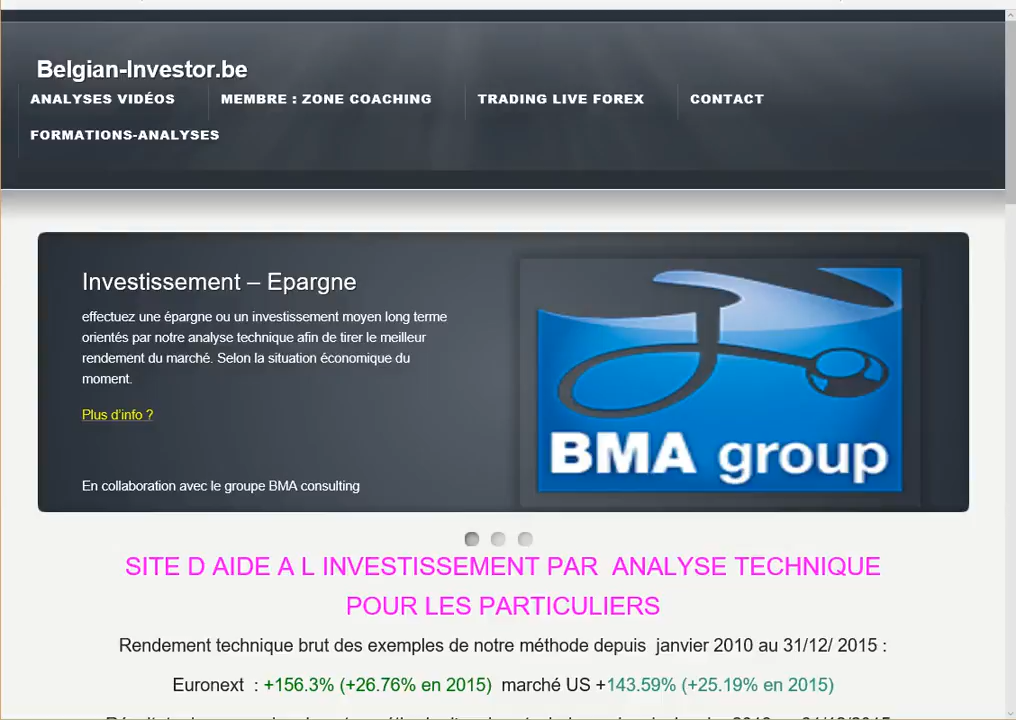 Belgian-Investor.be
ANALYSES VIDÉOS
MEMBRE : ZONE COACHING
TRADING LIVE FOREX
CONTACT
FORMATIONS-ANALYSES
Investissement – Epargne
effectuez une épargne ou un investissement moyen long terme
orientés par notre analyse technique afin de tirer le meilleur
rendement du marché. Selon la situation économique du
moment.
Plus d'info ?
En collaboration avec le groupe BMA consulting
BMA group
SITE D AIDE A L INVESTISSEMENT PAR ANALYSE TECHNIQUE
POUR LES PARTICULIERS
Rendement technique brut des exemples de notre méthode depuis janvier 2010 au 31/12/ 2015 :
Euronext : +156.3% (+26.76% en 2015) marché US +143.59% (+25.19% en 2015)